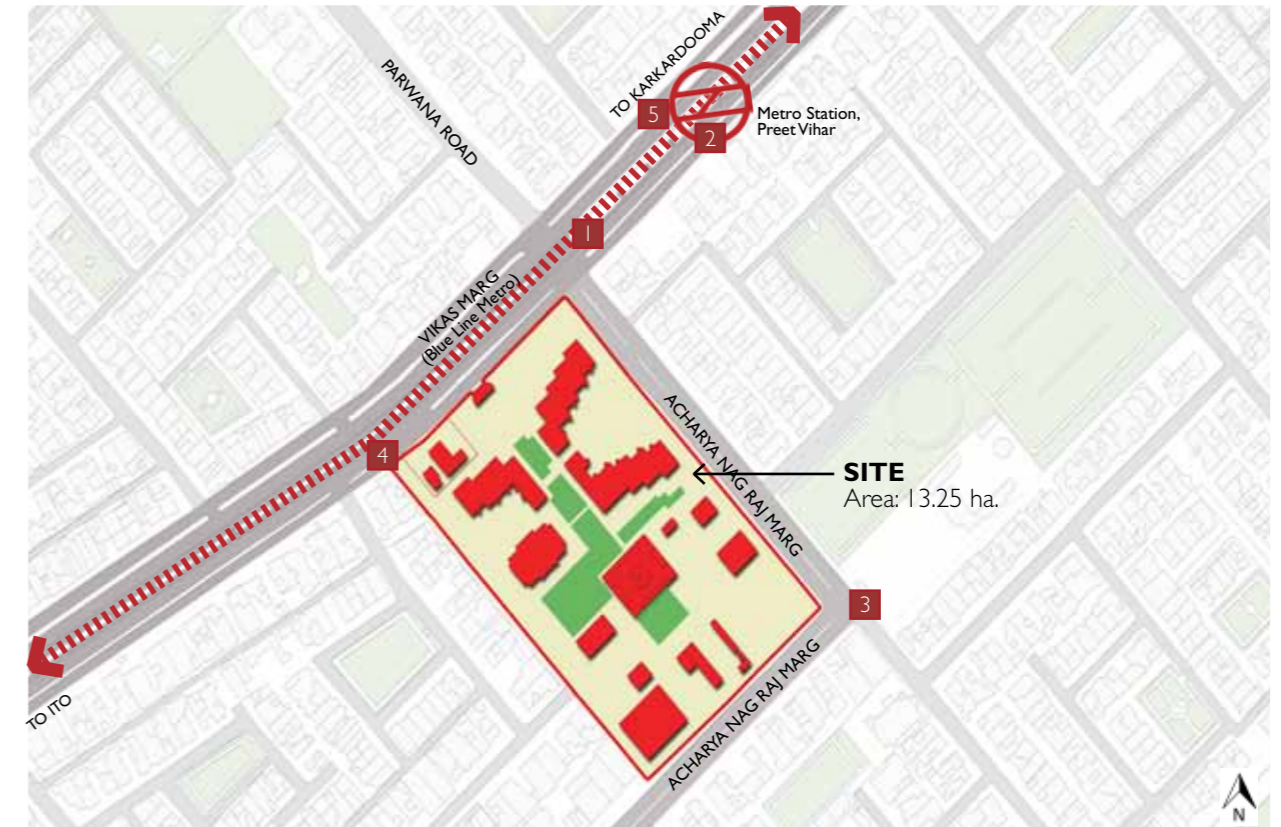 TO KARKARDOOMA
PARWANA ROAD
5
2
Metro Station,
Preet Vihar
1
VIKAS MARG
(Blue Line Metro)
4
ACHARYA NAG RAJ MARG
SITE
Area: 13.25 ha.
3
ACHARYA NAG RAJ MARG
TO ITO
N